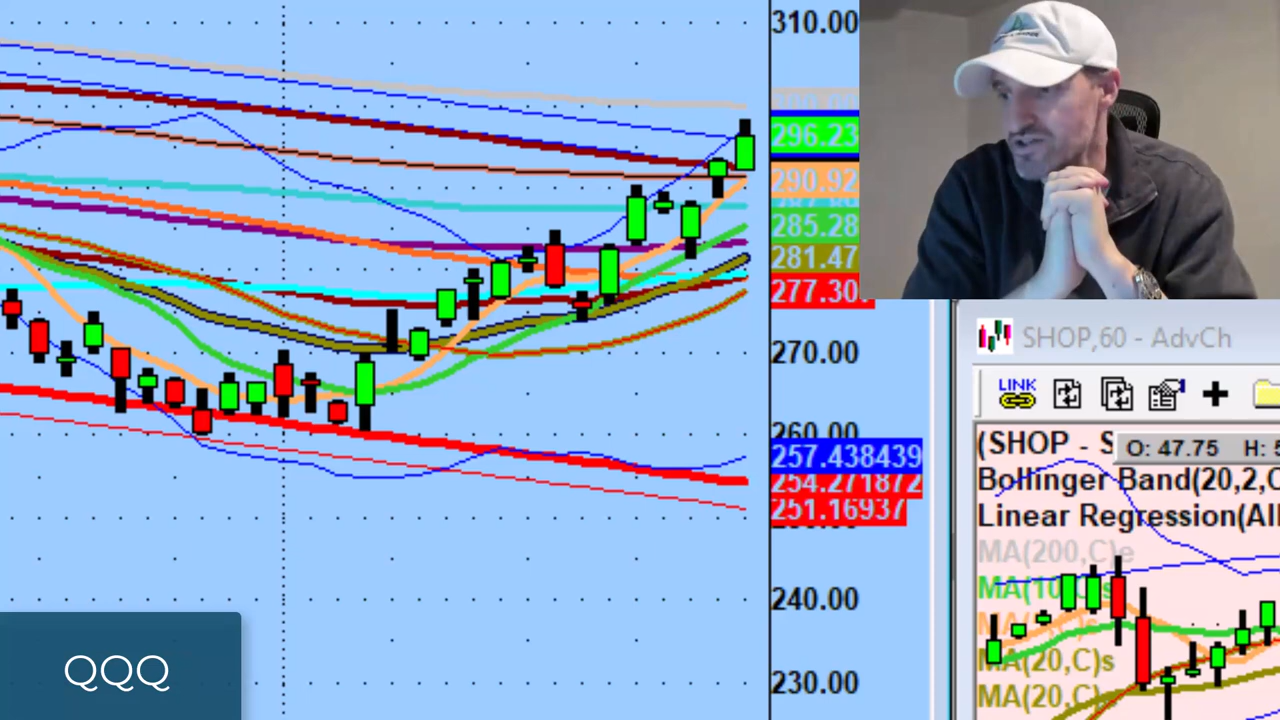 310.00
296.23
290.92
285.28
281.47
277.30
270.00
260.00
257.438439
254.271872
251.16937
240.00
230.00
QQQ
SHOP,60 - AdvCh
LINK
(SHOP - S
O: 47.75 H: 5
Bollinger Band(20,2,C
Linear Regression(All
MA(200,C)e
MA(10,C)s
MA(20,C)s
MA(20,C)